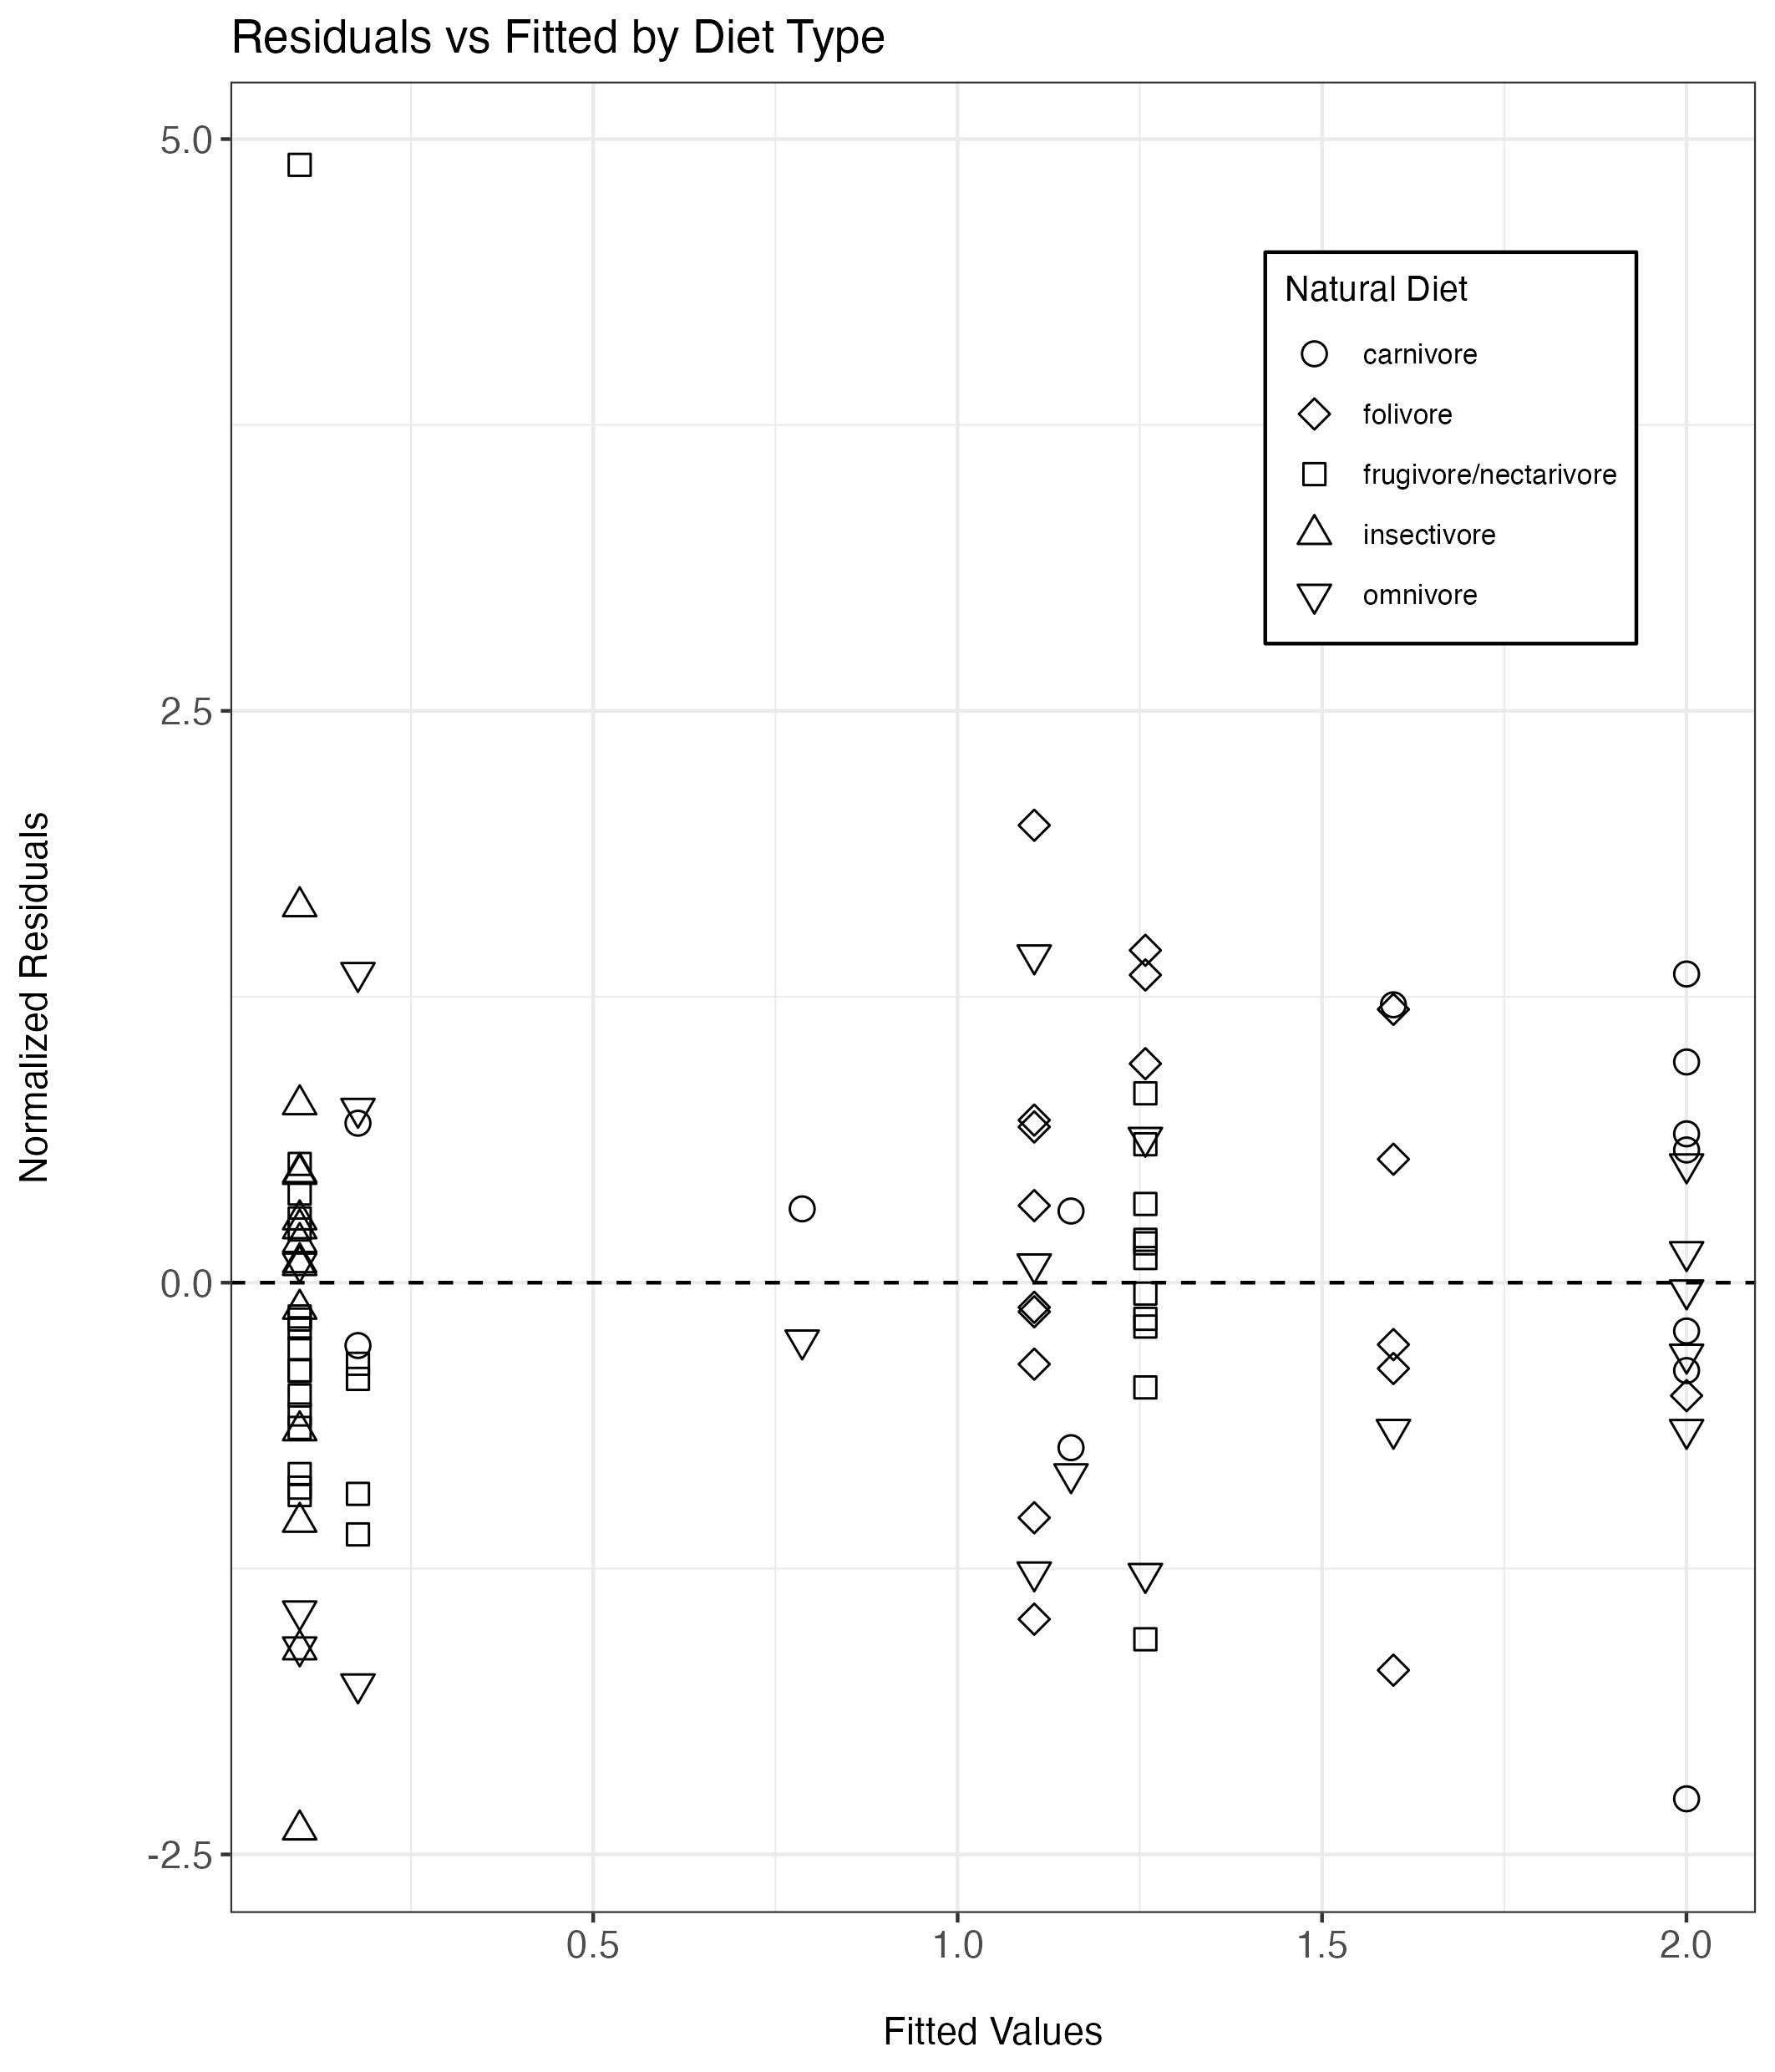 Residuals vs Fitted by Diet Type
5.0
2.5
0.0
-2.5
Normalized Residuals
Natural Diet
carnivore
folivore
frugivore/nectarivore
insectivore
omnivore
0.5 1.0 1.5 2.0
Fitted Values